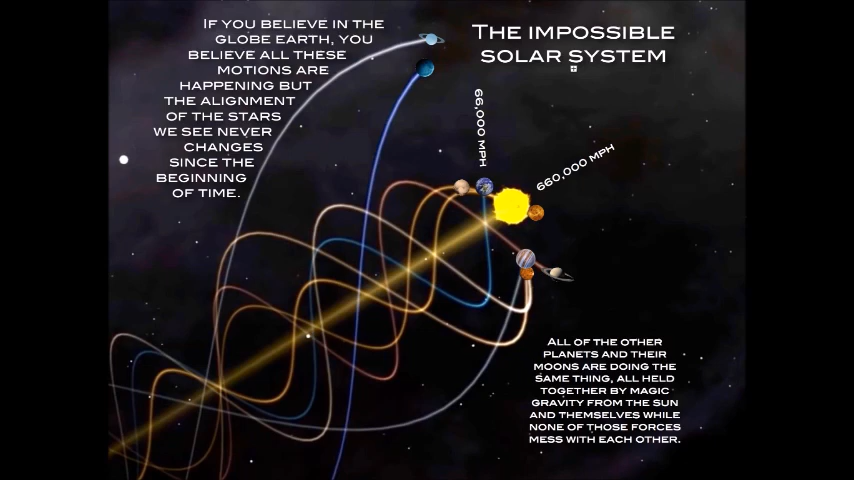 If you believe in the
globe earth, you
believe all these
motions are
happening but
the alignment
of the stars
we see never
changes
since the
beginning
of time.
The impossible
solar system
66,000 mph
660,000 mph
All of the other
planets and their
moons are doing the
same thing, all held
together by magic
gravity from the sun
and themselves while
none of those forces
mess with each other.